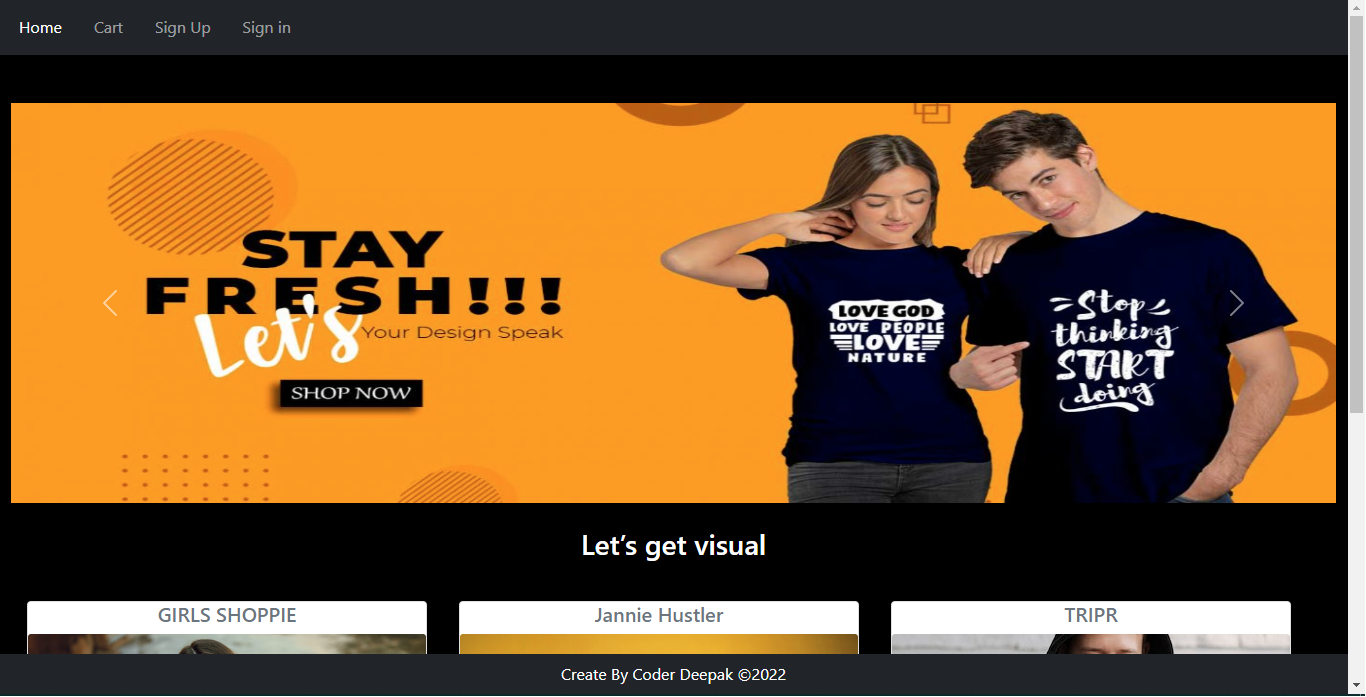 Home Cart Sign Up Sign in
STAY
FRESH!!!
Let's
Your Design Speak
SHOP NOW
LOVE GOD
LOVE PEOPLE
LOVE
NATURE
Stop
thinking
START
doing
Let's get visual
GIRLS SHOPPIE Jannie Hustler TRIPR
Create By Coder Deepak ©2022